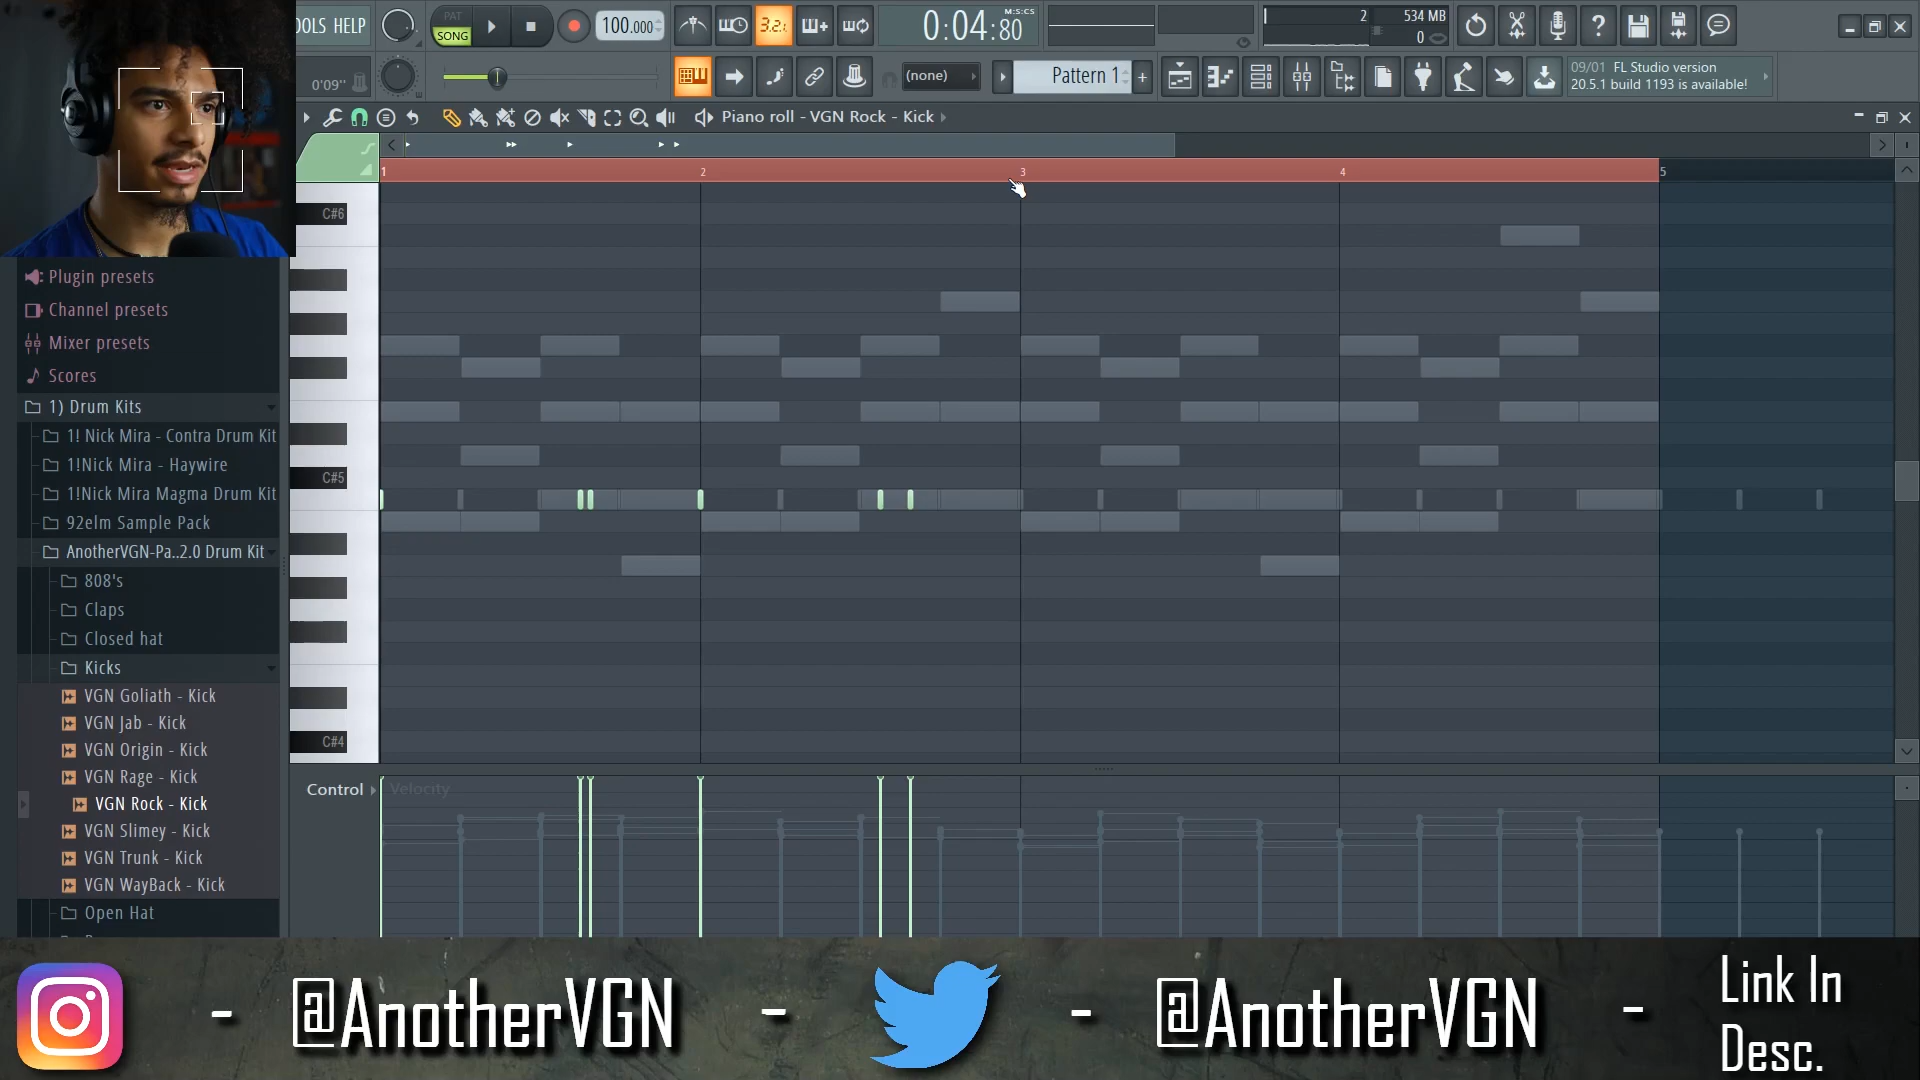 OOLS HELP
PAT
SONG
100.000
3.2.
0:04:80
M:S:CS
2
534 MB
0
0'09"
(none)
Pattern 1
+
09/01 FL Studio version
20.5.1 build 1193 is available!
Piano roll - VGN Rock - Kick
1
2
3
4
5
C#6
C#5
C#4
Plugin presets
Channel presets
Mixer presets
Scores
1) Drum Kits
1! Nick Mira - Contra Drum Kit
1!Nick Mira - Haywire
1!Nick Mira Magma Drum Kit
92elm Sample Pack
AnotherVGN-Pa..2.0 Drum Kit
808's
Claps
Closed hat
Kicks
VGN Goliath - Kick
VGN Jab - Kick
VGN Origin - Kick
VGN Rage - Kick
VGN Rock - Kick
VGN Slimey - Kick
VGN Trunk - Kick
VGN WayBack - Kick
Open Hat
Control
Velocity
- @AnotherVGN - - @AnotherVGN -
Link In
Desc.